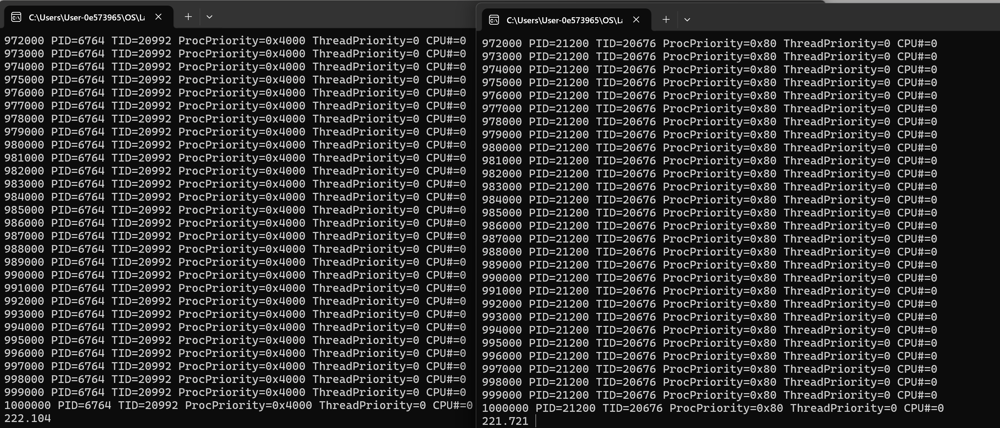 C:\Users\User-0e573965\OS\L
972000 PID=6764 TID=20992 ProcPriority=0x4000 ThreadPriority=0 CPU#=0
973000 PID=6764 TID=20992 ProcPriority=0x4000 ThreadPriority=0 CPU#=0
974000 PID=6764 TID=20992 ProcPriority=0x4000 ThreadPriority=0 CPU#=0
975000 PID=6764 TID=20992 ProcPriority=0x4000 ThreadPriority=0 CPU#=0
976000 PID=6764 TID=20992 ProcPriority=0x4000 ThreadPriority=0 CPU#=0
977000 PID=6764 TID=20992 ProcPriority=0x4000 ThreadPriority=0 CPU#=0
978000 PID=6764 TID=20992 ProcPriority=0x4000 ThreadPriority=0 CPU#=0
979000 PID=6764 TID=20992 ProcPriority=0x4000 ThreadPriority=0 CPU#=0
980000 PID=6764 TID=20992 ProcPriority=0x4000 ThreadPriority=0 CPU#=0
981000 PID=6764 TID=20992 ProcPriority=0x4000 ThreadPriority=0 CPU#=0
982000 PID=6764 TID=20992 ProcPriority=0x4000 ThreadPriority=0 CPU#=0
983000 PID=6764 TID=20992 ProcPriority=0x4000 ThreadPriority=0 CPU#=0
984000 PID=6764 TID=20992 ProcPriority=0x4000 ThreadPriority=0 CPU#=0
985000 PID=6764 TID=20992 ProcPriority=0x4000 ThreadPriority=0 CPU#=0
986000 PID=6764 TID=20992 ProcPriority=0x4000 ThreadPriority=0 CPU#=0
987000 PID=6764 TID=20992 ProcPriority=0x4000 ThreadPriority=0 CPU#=0
988000 PID=6764 TID=20992 ProcPriority=0x4000 ThreadPriority=0 CPU#=0
989000 PID=6764 TID=20992 ProcPriority=0x4000 ThreadPriority=0 CPU#=0
990000 PID=6764 TID=20992 ProcPriority=0x4000 ThreadPriority=0 CPU#=0
991000 PID=6764 TID=20992 ProcPriority=0x4000 ThreadPriority=0 CPU#=0
992000 PID=6764 TID=20992 ProcPriority=0x4000 ThreadPriority=0 CPU#=0
993000 PID=6764 TID=20992 ProcPriority=0x4000 ThreadPriority=0 CPU#=0
994000 PID=6764 TID=20992 ProcPriority=0x4000 ThreadPriority=0 CPU#=0
995000 PID=6764 TID=20992 ProcPriority=0x4000 ThreadPriority=0 CPU#=0
996000 PID=6764 TID=20992 ProcPriority=0x4000 ThreadPriority=0 CPU#=0
997000 PID=6764 TID=20992 ProcPriority=0x4000 ThreadPriority=0 CPU#=0
998000 PID=6764 TID=20992 ProcPriority=0x4000 ThreadPriority=0 CPU#=0
999000 PID=6764 TID=20992 ProcPriority=0x4000 ThreadPriority=0 CPU#=0
1000000 PID=6764 TID=20992 ProcPriority=0x4000 ThreadPriority=0 CPU#=0
222.104
C:\Users\User-0e573965\OS\L
972000 PID=21200 TID=20676 ProcPriority=0x80 ThreadPriority=0 CPU#=0
973000 PID=21200 TID=20676 ProcPriority=0x80 ThreadPriority=0 CPU#=0
974000 PID=21200 TID=20676 ProcPriority=0x80 ThreadPriority=0 CPU#=0
975000 PID=21200 TID=20676 ProcPriority=0x80 ThreadPriority=0 CPU#=0
976000 PID=21200 TID=20676 ProcPriority=0x80 ThreadPriority=0 CPU#=0
977000 PID=21200 TID=20676 ProcPriority=0x80 ThreadPriority=0 CPU#=0
978000 PID=21200 TID=20676 ProcPriority=0x80 ThreadPriority=0 CPU#=0
979000 PID=21200 TID=20676 ProcPriority=0x80 ThreadPriority=0 CPU#=0
980000 PID=21200 TID=20676 ProcPriority=0x80 ThreadPriority=0 CPU#=0
981000 PID=21200 TID=20676 ProcPriority=0x80 ThreadPriority=0 CPU#=0
982000 PID=21200 TID=20676 ProcPriority=0x80 ThreadPriority=0 CPU#=0
983000 PID=21200 TID=20676 ProcPriority=0x80 ThreadPriority=0 CPU#=0
984000 PID=21200 TID=20676 ProcPriority=0x80 ThreadPriority=0 CPU#=0
985000 PID=21200 TID=20676 ProcPriority=0x80 ThreadPriority=0 CPU#=0
986000 PID=21200 TID=20676 ProcPriority=0x80 ThreadPriority=0 CPU#=0
987000 PID=21200 TID=20676 ProcPriority=0x80 ThreadPriority=0 CPU#=0
988000 PID=21200 TID=20676 ProcPriority=0x80 ThreadPriority=0 CPU#=0
989000 PID=21200 TID=20676 ProcPriority=0x80 ThreadPriority=0 CPU#=0
990000 PID=21200 TID=20676 ProcPriority=0x80 ThreadPriority=0 CPU#=0
991000 PID=21200 TID=20676 ProcPriority=0x80 ThreadPriority=0 CPU#=0
992000 PID=21200 TID=20676 ProcPriority=0x80 ThreadPriority=0 CPU#=0
993000 PID=21200 TID=20676 ProcPriority=0x80 ThreadPriority=0 CPU#=0
994000 PID=21200 TID=20676 ProcPriority=0x80 ThreadPriority=0 CPU#=0
995000 PID=21200 TID=20676 ProcPriority=0x80 ThreadPriority=0 CPU#=0
996000 PID=21200 TID=20676 ProcPriority=0x80 ThreadPriority=0 CPU#=0
997000 PID=21200 TID=20676 ProcPriority=0x80 ThreadPriority=0 CPU#=0
998000 PID=21200 TID=20676 ProcPriority=0x80 ThreadPriority=0 CPU#=0
999000 PID=21200 TID=20676 ProcPriority=0x80 ThreadPriority=0 CPU#=0
1000000 PID=21200 TID=20676 ProcPriority=0x80 ThreadPriority=0 CPU#=0
221.721